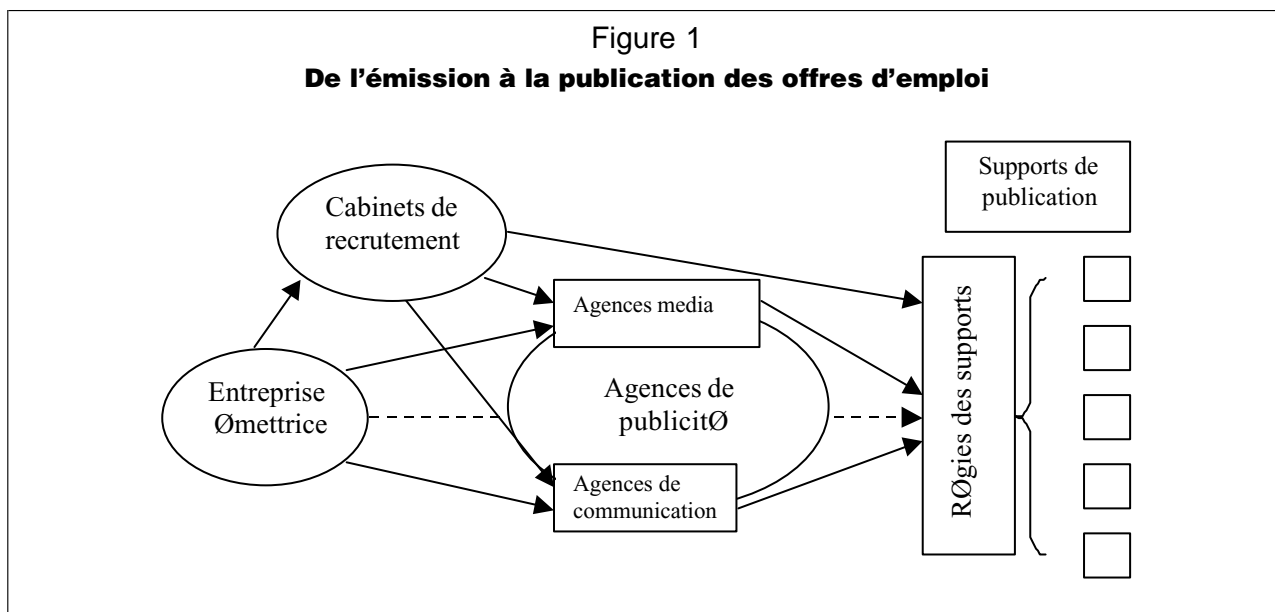 Figure 1
De l'émission à la publication des offres d'emploi
Supports de
publication
Cabinets de
recrutement
Agences media
Entreprise
Ømettrice
Agences de
publicitØ
Agences de
communication
RØgies des supports